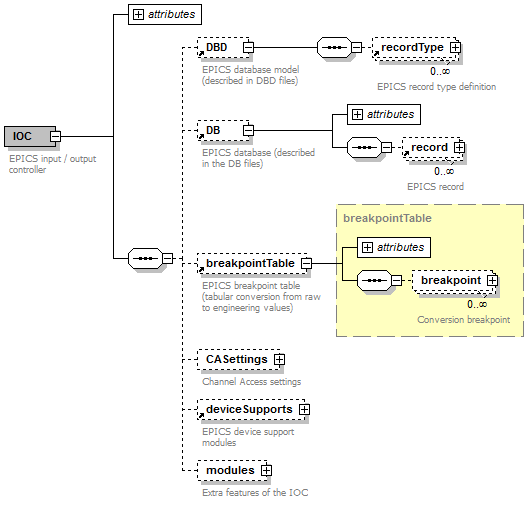 attributes
DBD
recordType
0..∞
EPICS database model
(described in DBD files)
EPICS record type definition
attributes
IOC
EPICS input / output
controller
DB
record
0..∞
EPICS database (described
in the DB files)
EPICS record
breakpointTable
attributes
breakpointTable
EPICS breakpoint table
(tabular conversion from raw
to engineering values)
breakpoint
0..∞
Conversion breakpoint
CASettings
Channel Access settings
deviceSupports
EPICS device support
modules
modules
Extra features of the IOC